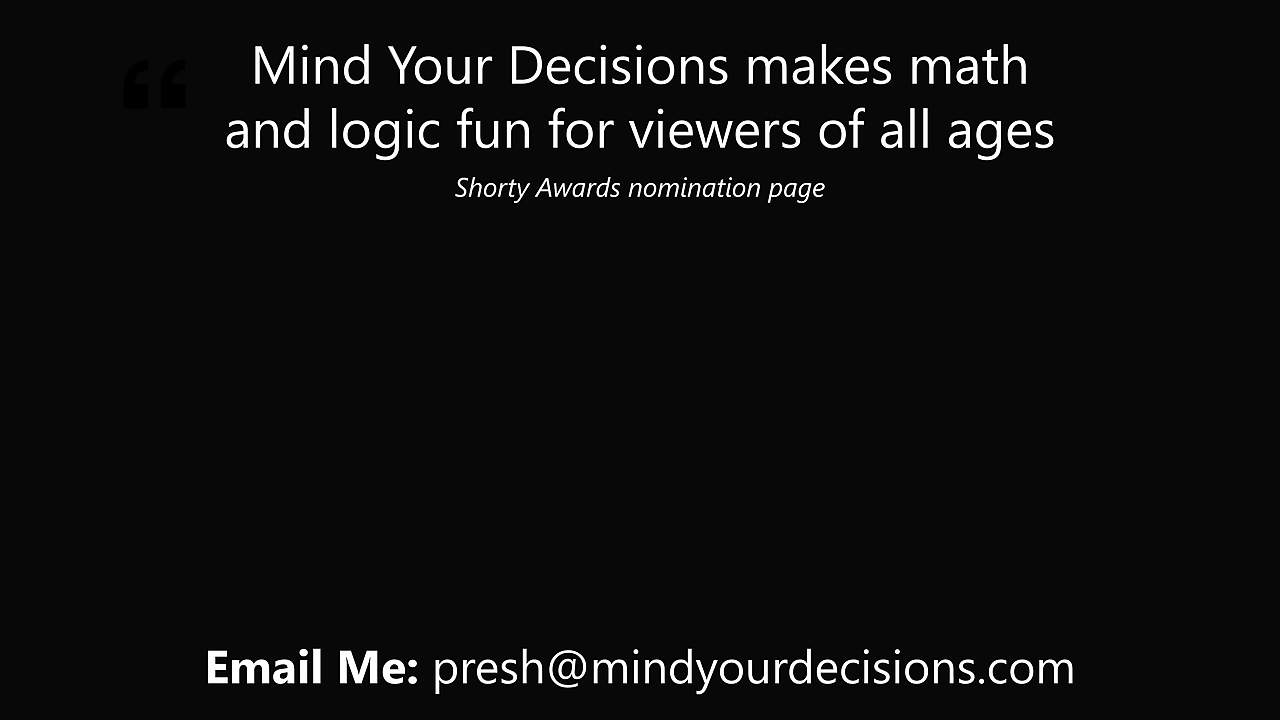 “
Mind Your Decisions makes math
and logic fun for viewers of all ages
Shorty Awards nomination page
Email Me: presh@mindyourdecisions.com